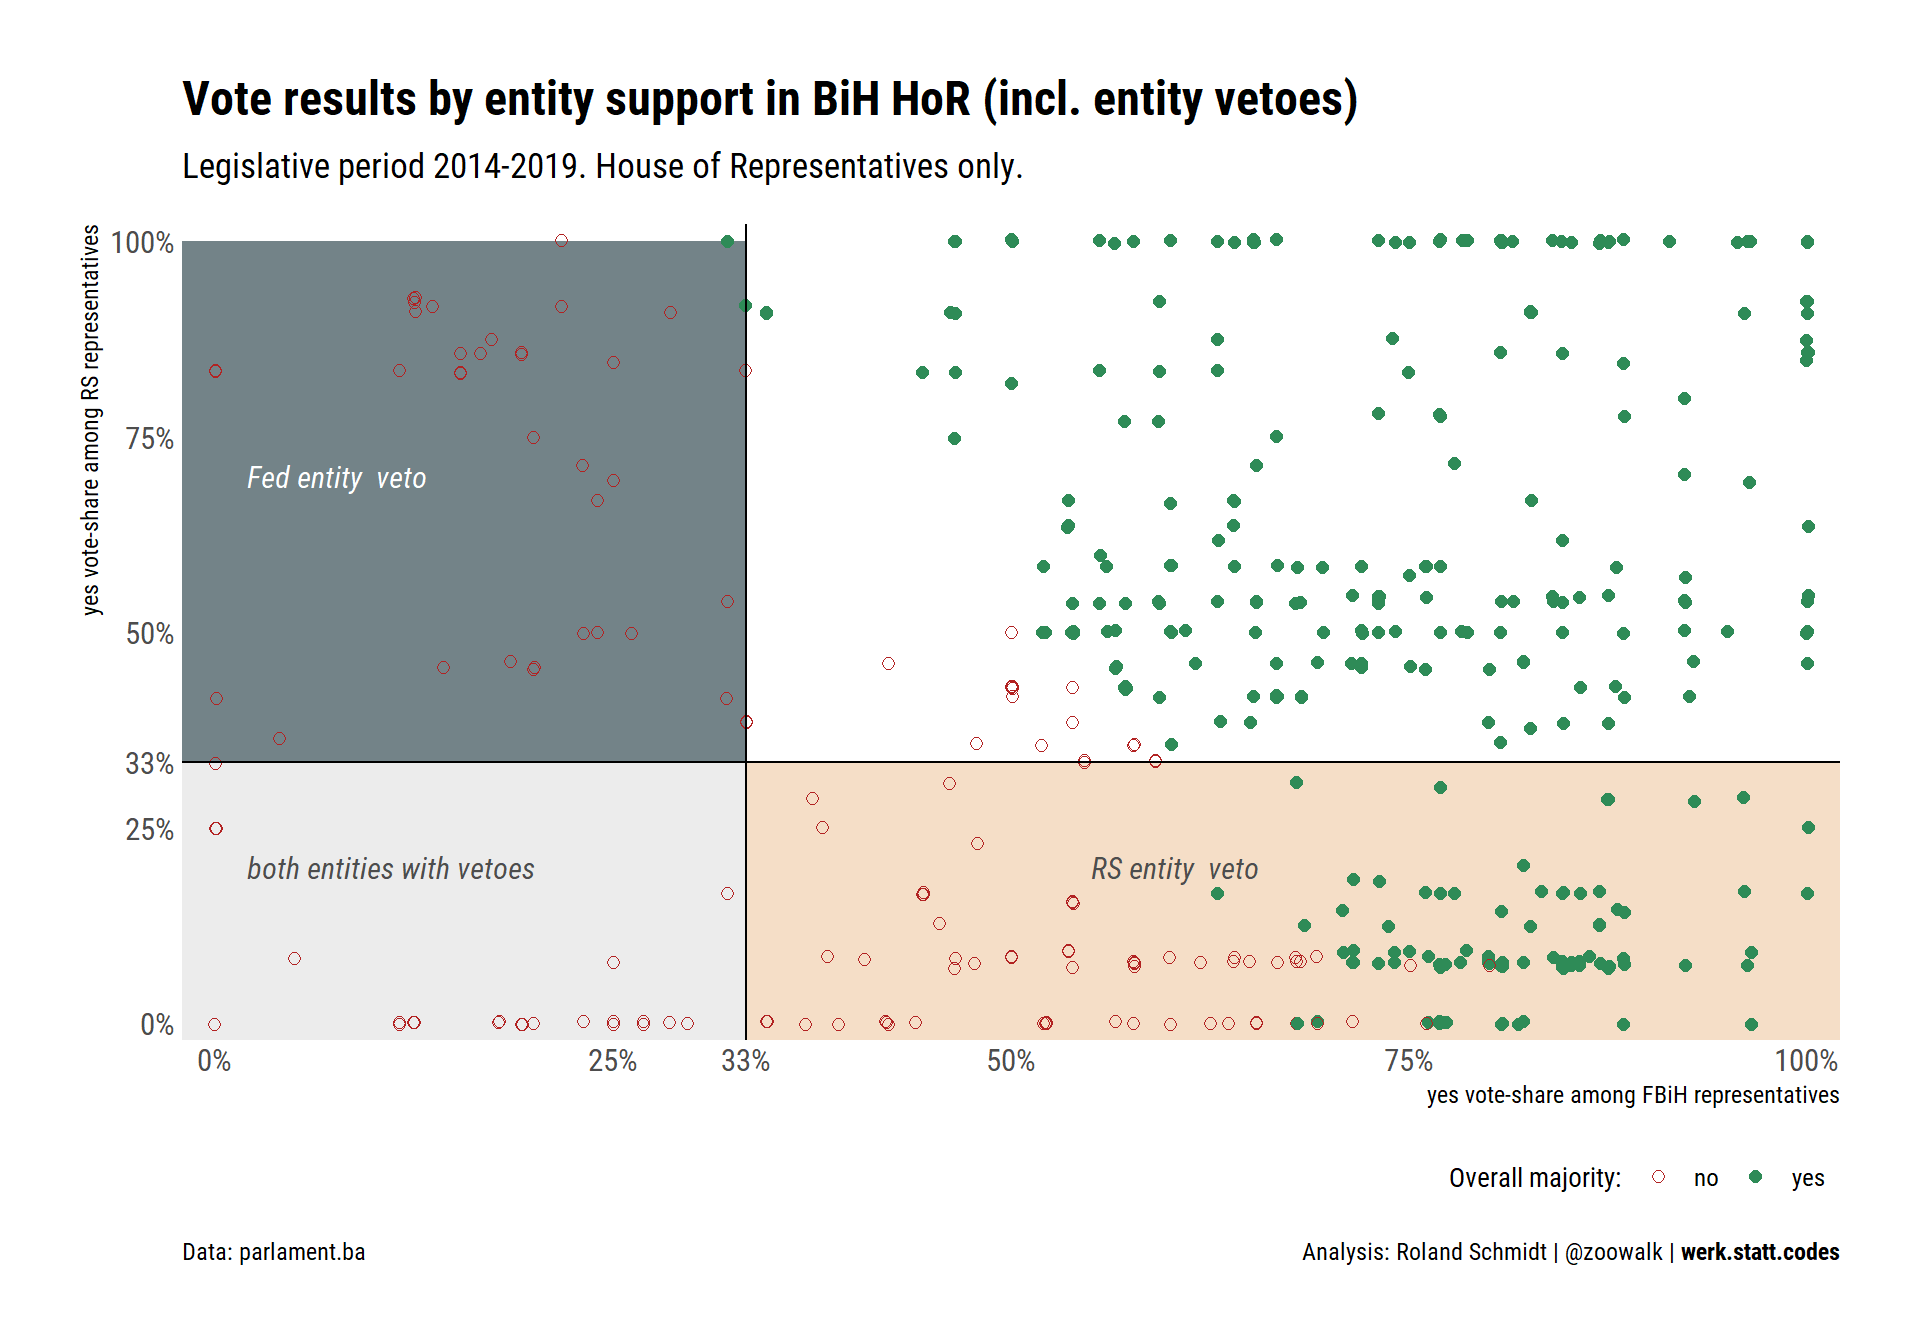 Vote results by entity support in BiH HoR (incl. entity vetoes)
Legislative period 2014-2019. House of Representatives only.
yes vote-share among RS representatives
100%
75%
50%
33%
25%
0%
Fed entity  veto
both entities with vetoes
RS entity  veto
0%
25%
33%
50%
75%
100%
yes vote-share among FBiH representatives
Overall majority:
no
yes
Data: parlament.ba
Analysis: Roland Schmidt | @zoowalk | werk.statt.codes